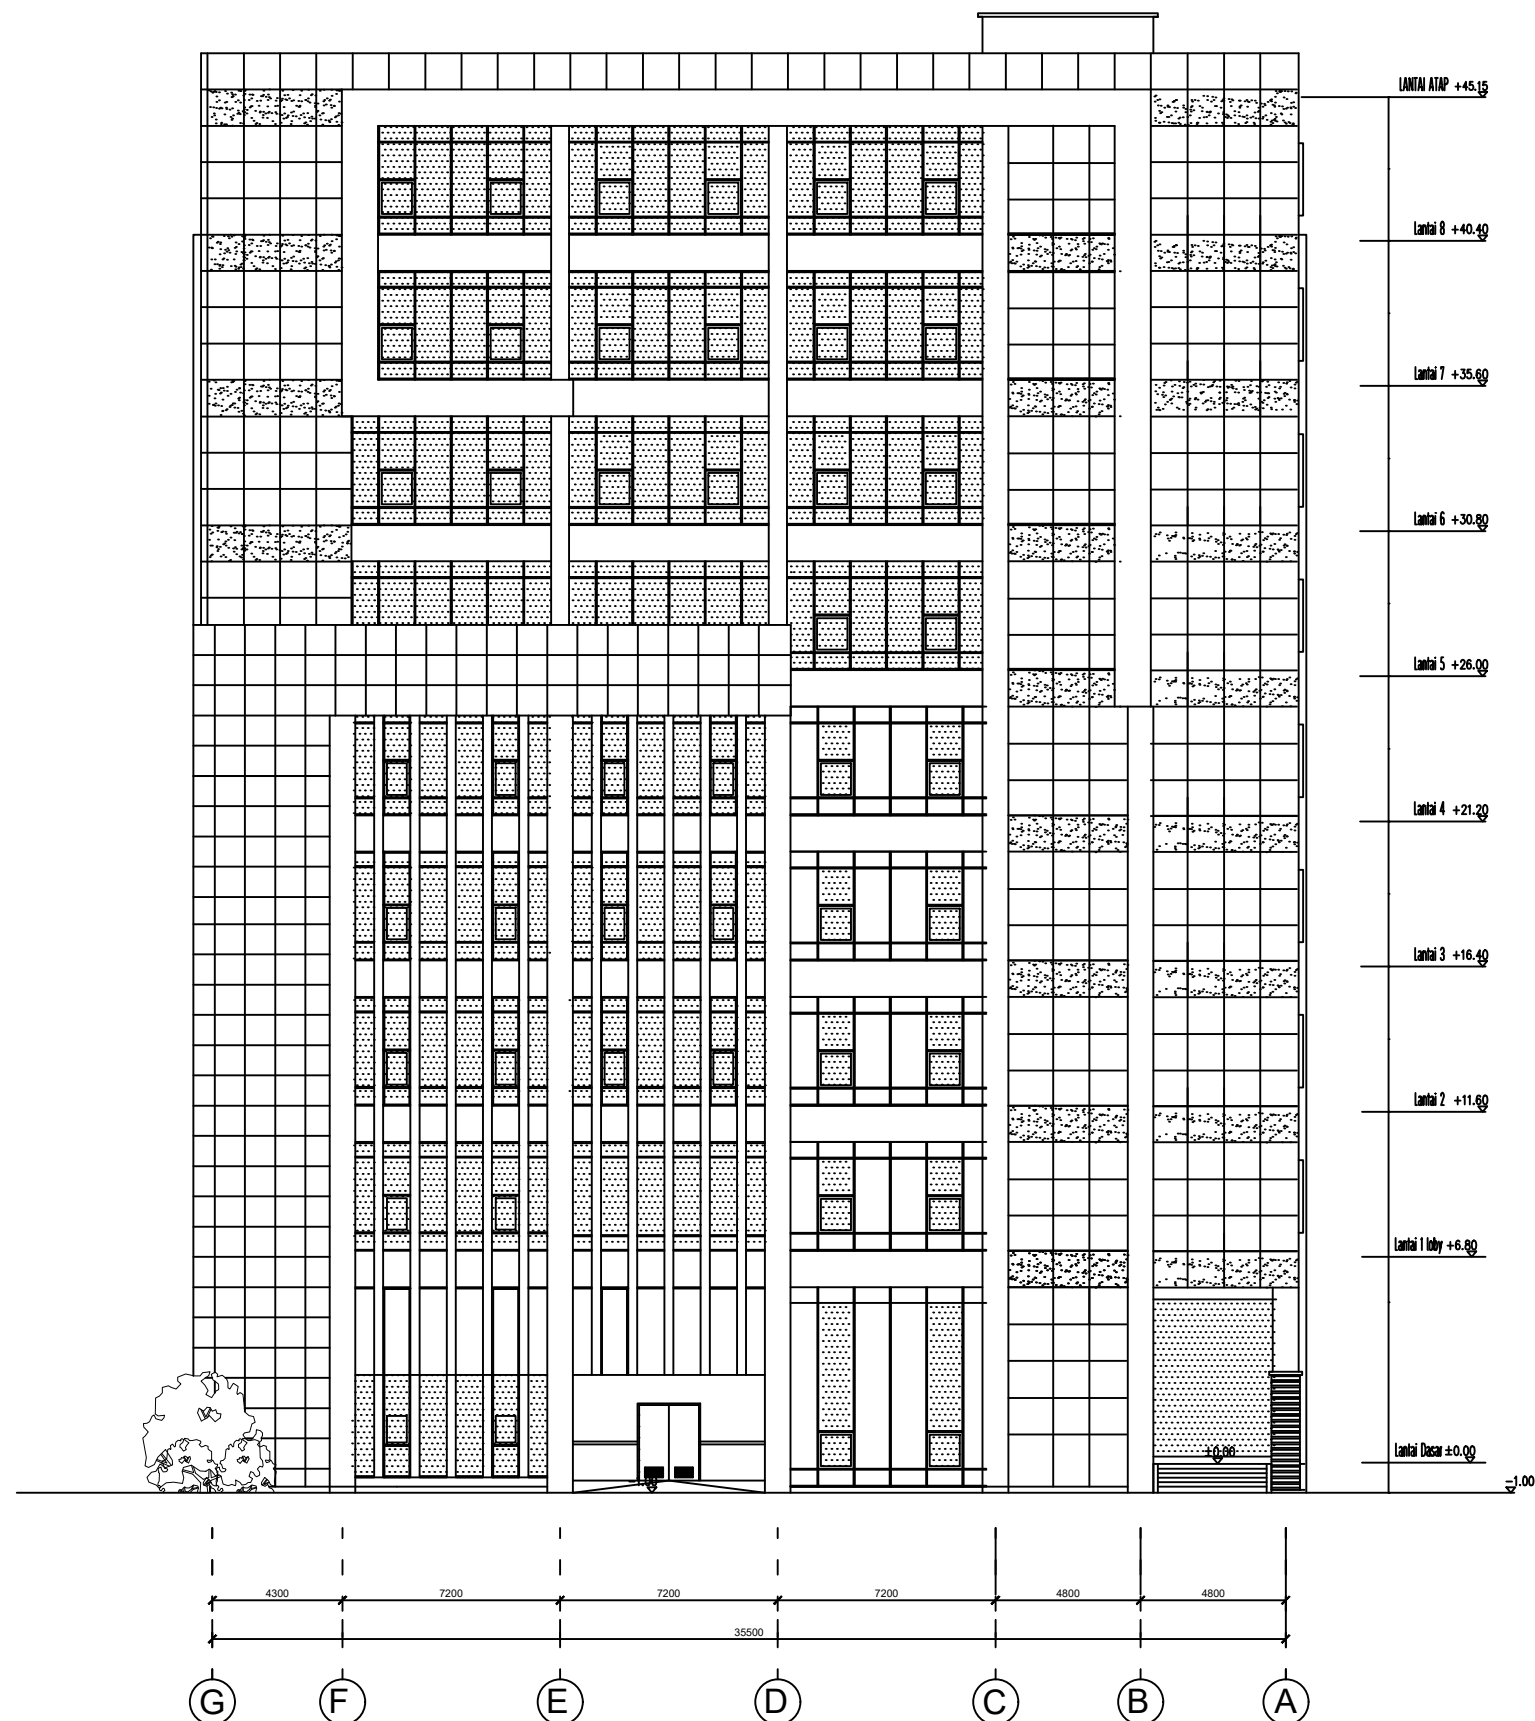 LANTAI ATAP +45.15
Lantai 8 +40.40
Lantai 7 +35.60
Lantai 6 +30.80
Lantai 5 +26.00
Lantai 4 +21.20
Lantai 3 +16.40
Lantai 2 +11.60
Lantai 1 loby +6.80
±0.00
Lantai Dasar ±0.00
-1.00
-1.00
4300 7200 7200 7200 4800 4800
35500
G F E D C B A